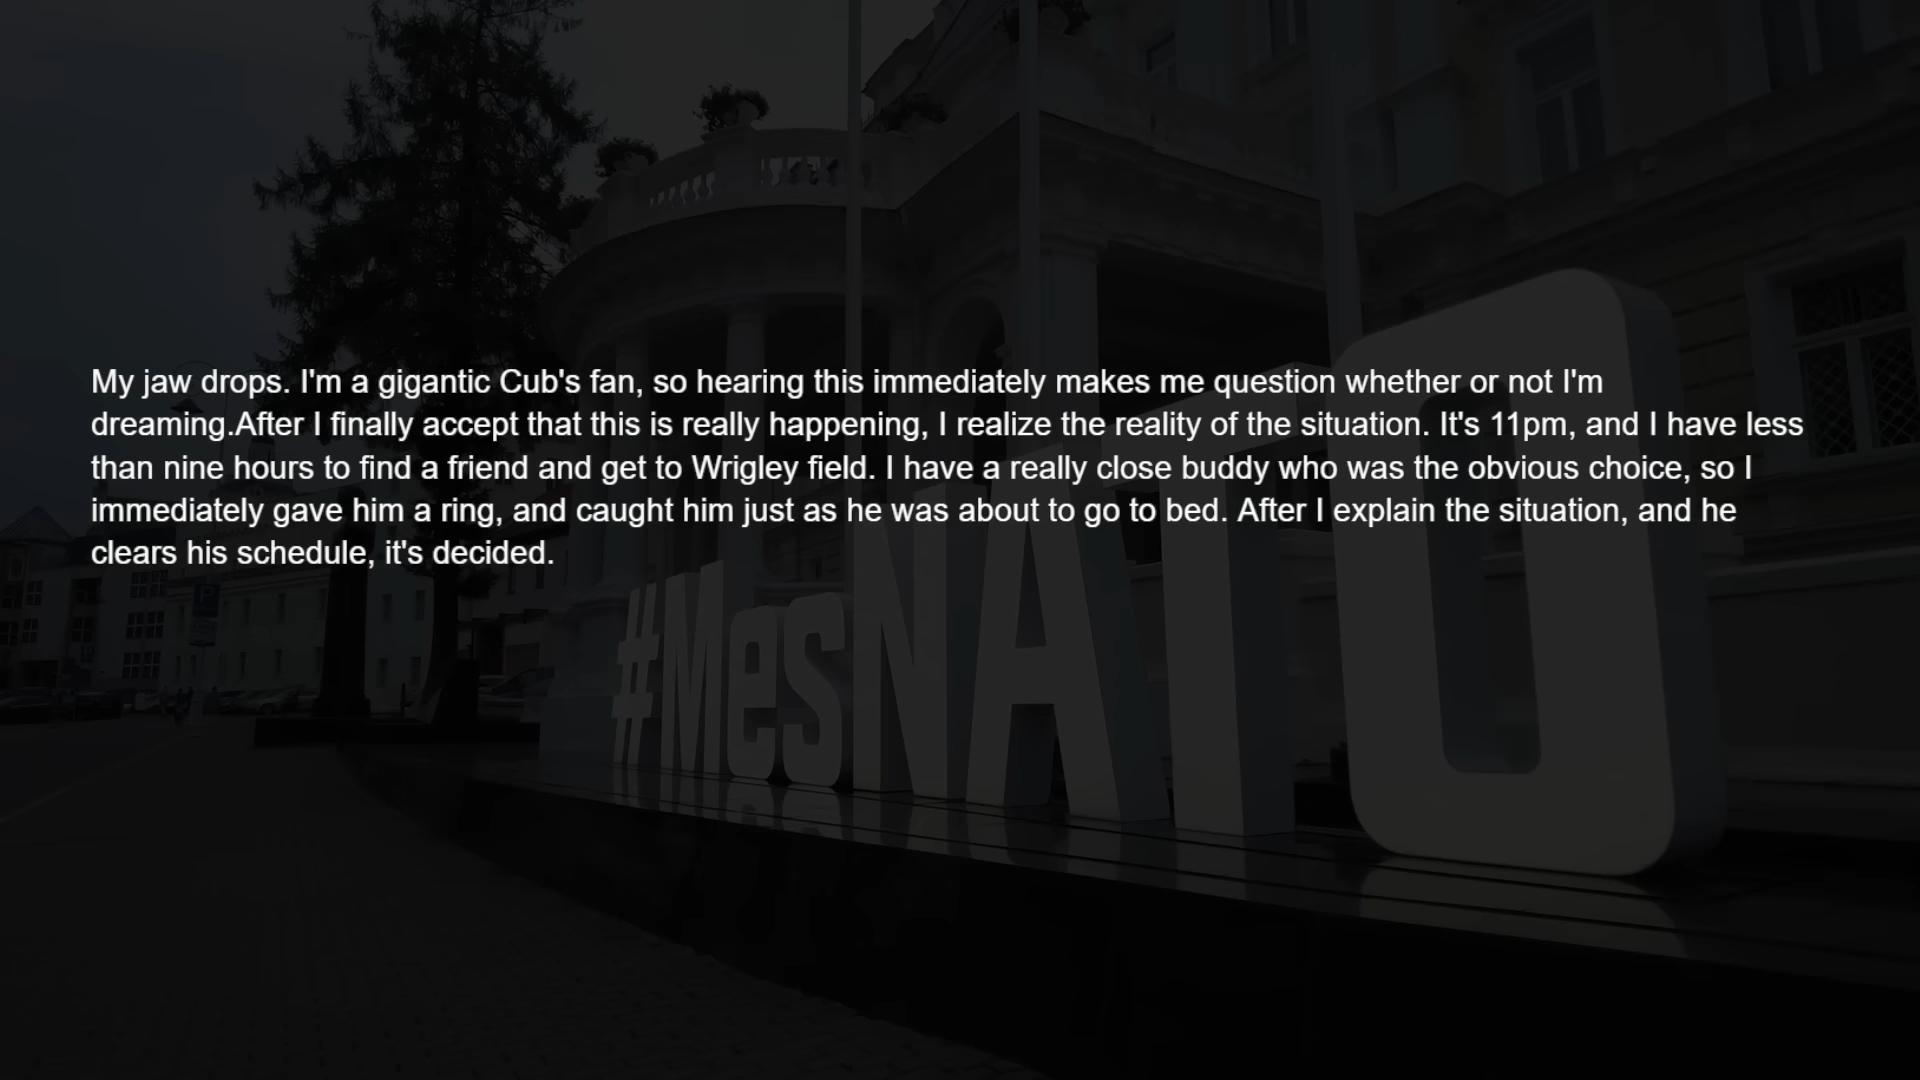 My jaw drops. I'm a gigantic Cub's fan, so hearing this immediately makes me question whether or not I'm
dreaming.After I finally accept that this is really happening, I realize the reality of the situation. It's 11pm, and I have less
than nine hours to find a friend and get to Wrigley field. I have a really close buddy who was the obvious choice, so I
immediately gave him a ring, and caught him just as he was about to go to bed. After I explain the situation, and he
clears his schedule, it's decided.
#MesNATO
P